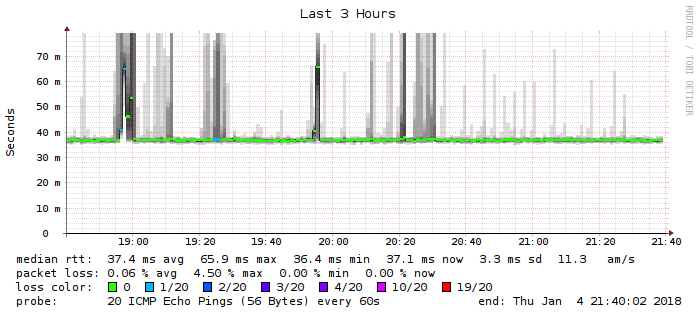 Last 3 Hours
RRDTOOL / TOBI OETIKER
Seconds
70 m
60 m
50 m
40 m
30 m
20 m
10 m
0
19:00 19:20 19:40 20:00 20:20 20:40 21:00 21:20 21:40
median rtt: 37.4 ms avg 65.9 ms max 36.4 ms min 37.1 ms now 3.3 ms sd 11.3 am/s
packet loss: 0.06 % avg 4.50 % max 0.00 % min 0.00 % now
loss color: 0 1/20 2/20 3/20 4/20 10/20 19/20
probe: 20 ICMP Echo Pings (56 Bytes) every 60s end: Thu Jan 4 21:40:02 2018